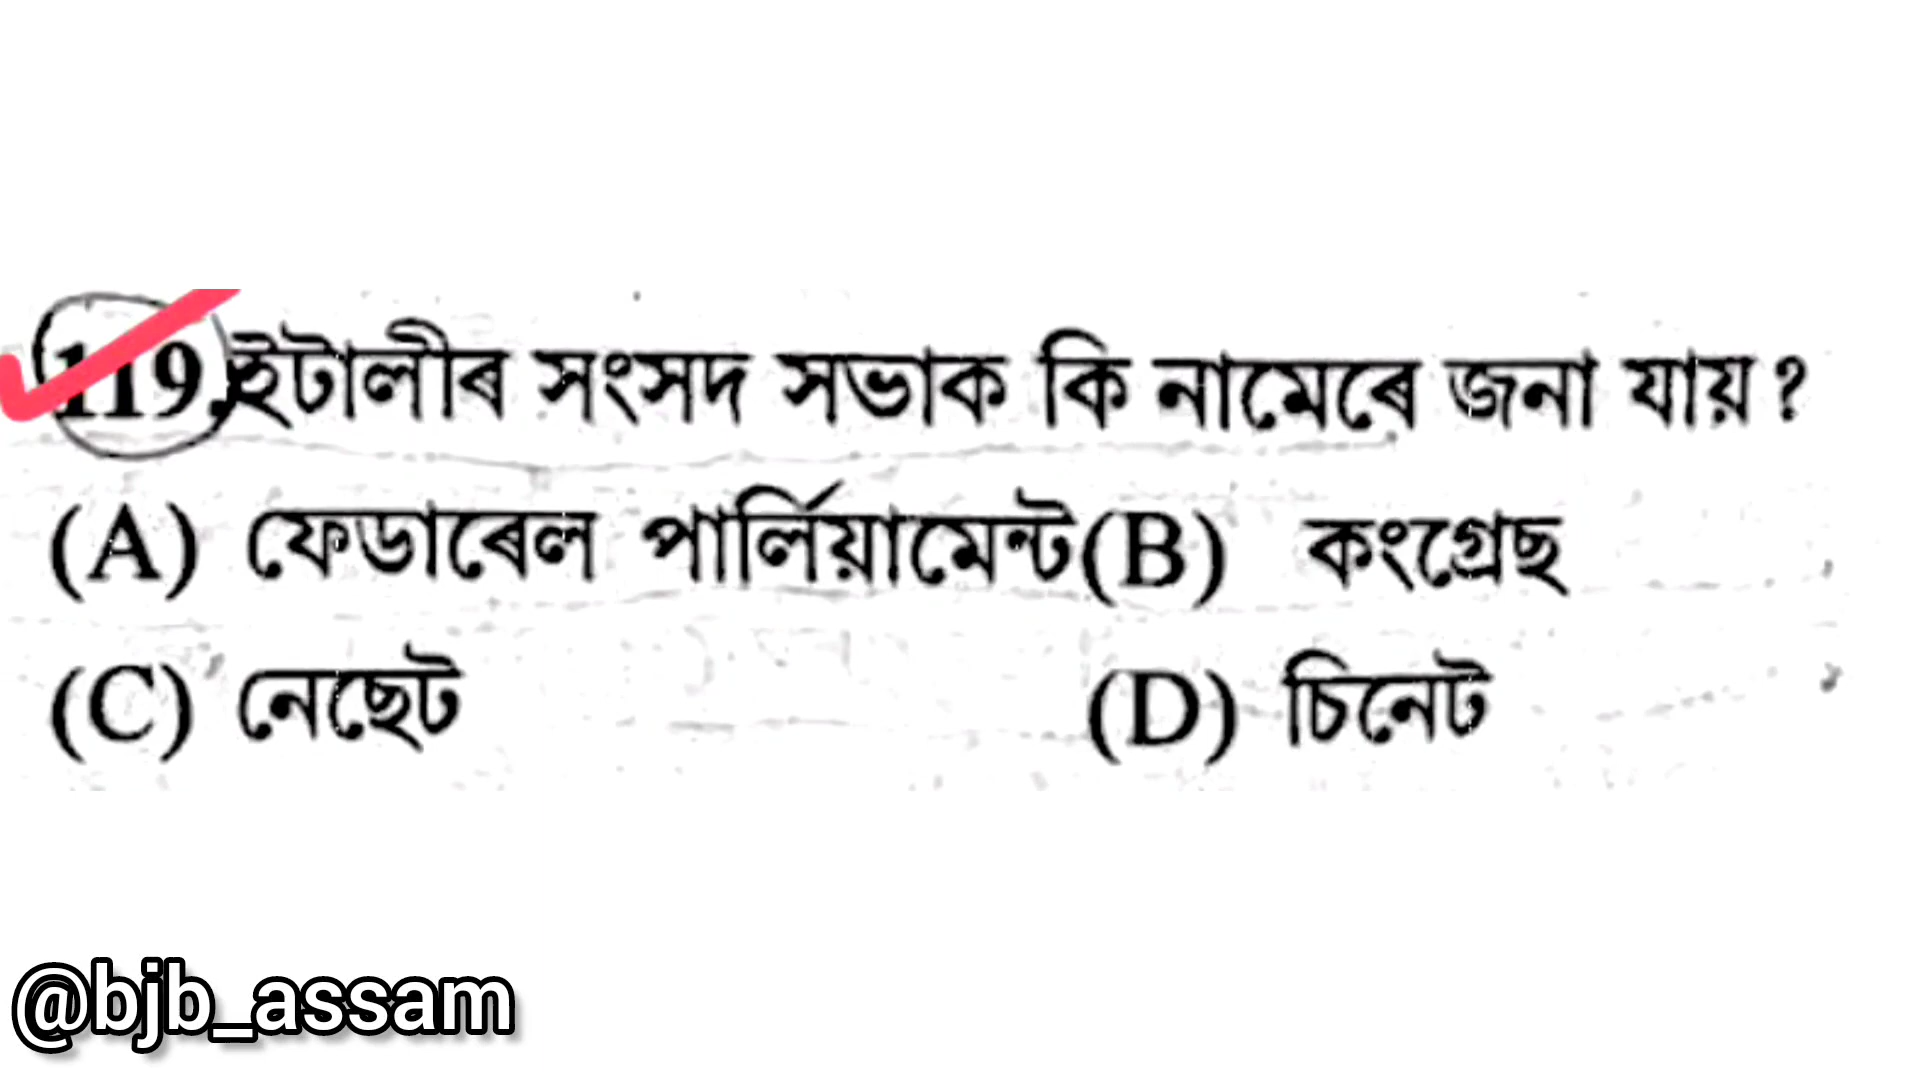 119. ইটালীৰ সংসদ সভাক কি নামেৰে জনা যায়?
(A) ফেডাৰেল পাৰ্লিয়ামেন্ট(B) কংগ্ৰেছ
(C) নেছেট (D) চিনেট
@bjb_assam